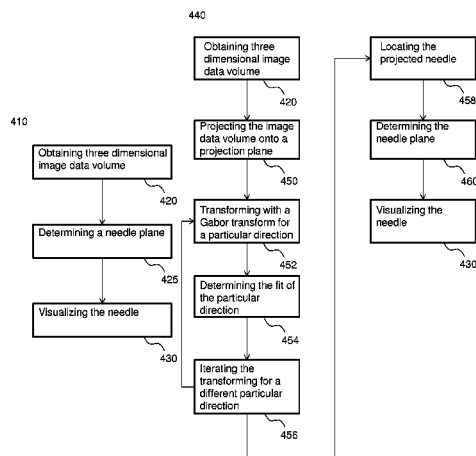 410
Obtaining three dimensional
image data volume
420
Determining a needle plane
425
Visualizing the needle
430
440
Obtaining three
dimensional image
data volume
420
Projecting the image
data volume onto a
projection plane
450
Transforming with a
Gabor transform for
a particular direction
452
Determining the fit of
the particular
direction
454
Iterating the
transforming for a
different particular
direction
456
Locating the
projected needle
458
Determining the
needle plane
460
Visualizing the
needle
430